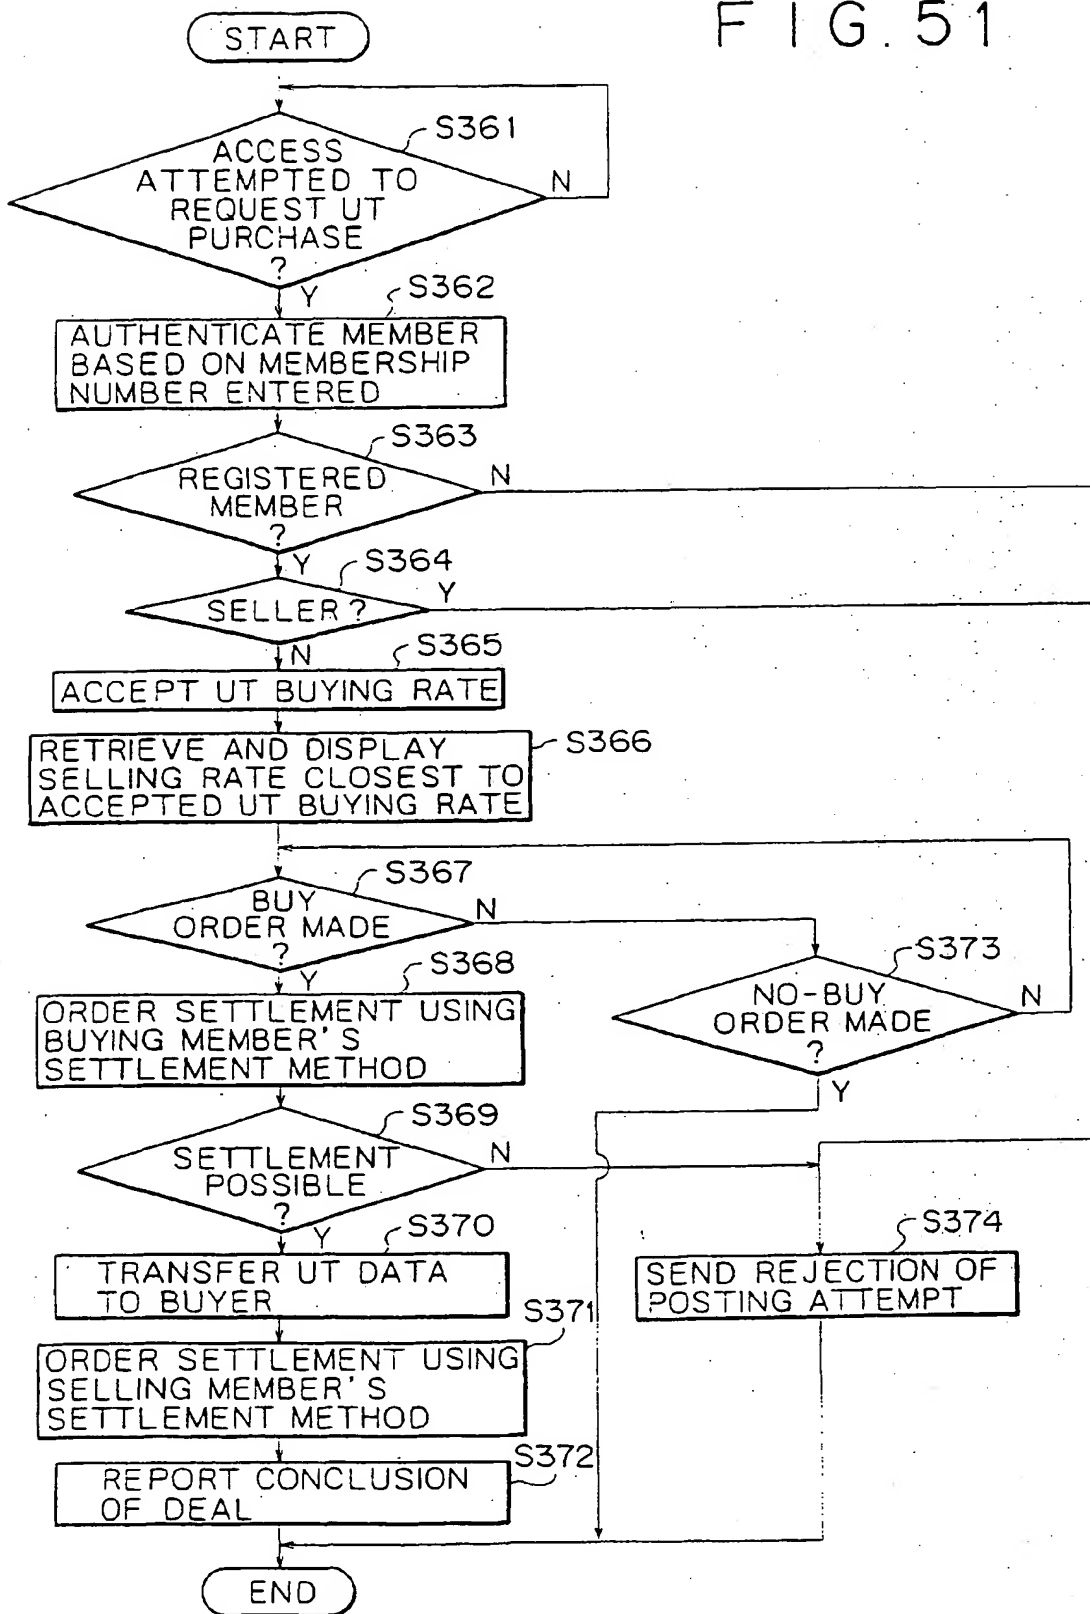 FIG. 51
START
S361
ACCESS
ATTEMPTED TO
REQUEST UT
PURCHASE
?
N
Y
S362
AUTHENTICATE MEMBER
BASED ON MEMBERSHIP
NUMBER ENTERED
S363
REGISTERED
MEMBER
?
N
Y
S364
SELLER ?
Y
N
S365
ACCEPT UT BUYING RATE
S366
RETRIEVE AND DISPLAY
SELLING RATE CLOSEST TO
ACCEPTED UT BUYING RATE
S367
BUY
ORDER MADE
?
N
Y
S368
ORDER SETTLEMENT USING
BUYING MEMBER'S
SETTLEMENT METHOD
S373
NO-BUY
ORDER MADE
?
N
Y
S369
SETTLEMENT
POSSIBLE
?
N
Y
S370
TRANSFER UT DATA
TO BUYER
S374
SEND REJECTION OF
POSTING ATTEMPT
S371
ORDER SETTLEMENT USING
SELLING MEMBER'S
SETTLEMENT METHOD
S372
REPORT CONCLUSION
OF DEAL
END